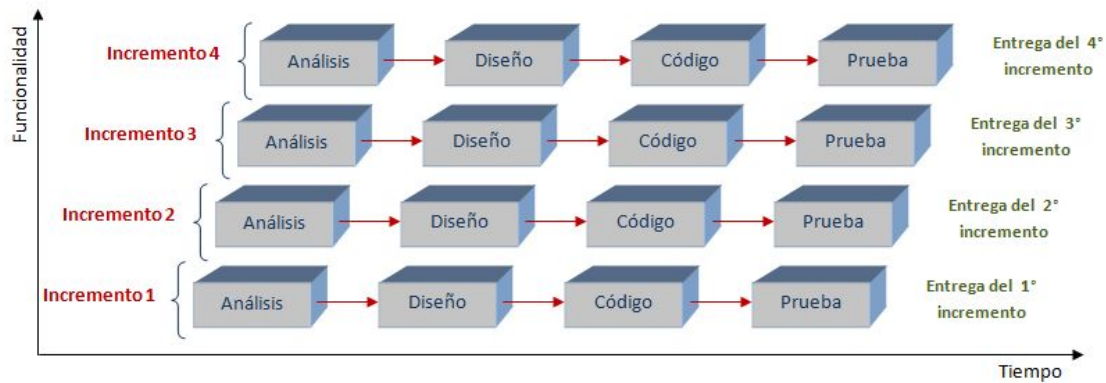 Funcionalidad
Incremento 4
Análisis
Diseño
Código
Prueba
Entrega del 4°
incremento
Incremento 3
Análisis
Diseño
Código
Prueba
Entrega del 3°
incremento
Incremento 2
Análisis
Diseño
Código
Prueba
Entrega del 2°
incremento
Incremento 1
Análisis
Diseño
Código
Prueba
Entrega del 1°
incremento
Tiempo